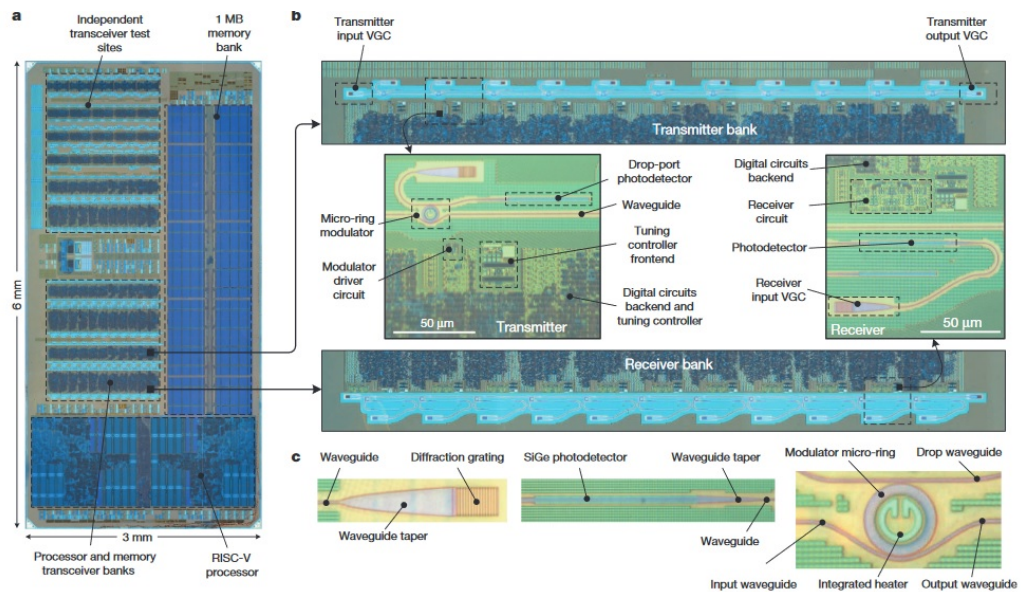 a
Independent
transceiver test
sites
1 MB
memory
bank
6 mm
3 mm
Processor and memory
transceiver banks
RISC-V
processor
b
Transmitter
input VGC
Transmitter
output VGC
Transmitter bank
Drop-port
photodetector
Waveguide
Micro-ring
modulator
Tuning
controller
frontend
Modulator
driver
circuit
Digital circuits
backend and
tuning controller
50 μm
Transmitter
Digital circuits
backend
Receiver
circuit
Photodetector
Receiver
input VGC
Receiver
50 μm
Receiver bank
c
Waveguide
Diffraction grating
Waveguide taper
SiGe photodetector
Waveguide taper
Waveguide
Modulator micro-ring
Drop waveguide
Input waveguide
Integrated heater
Output waveguide